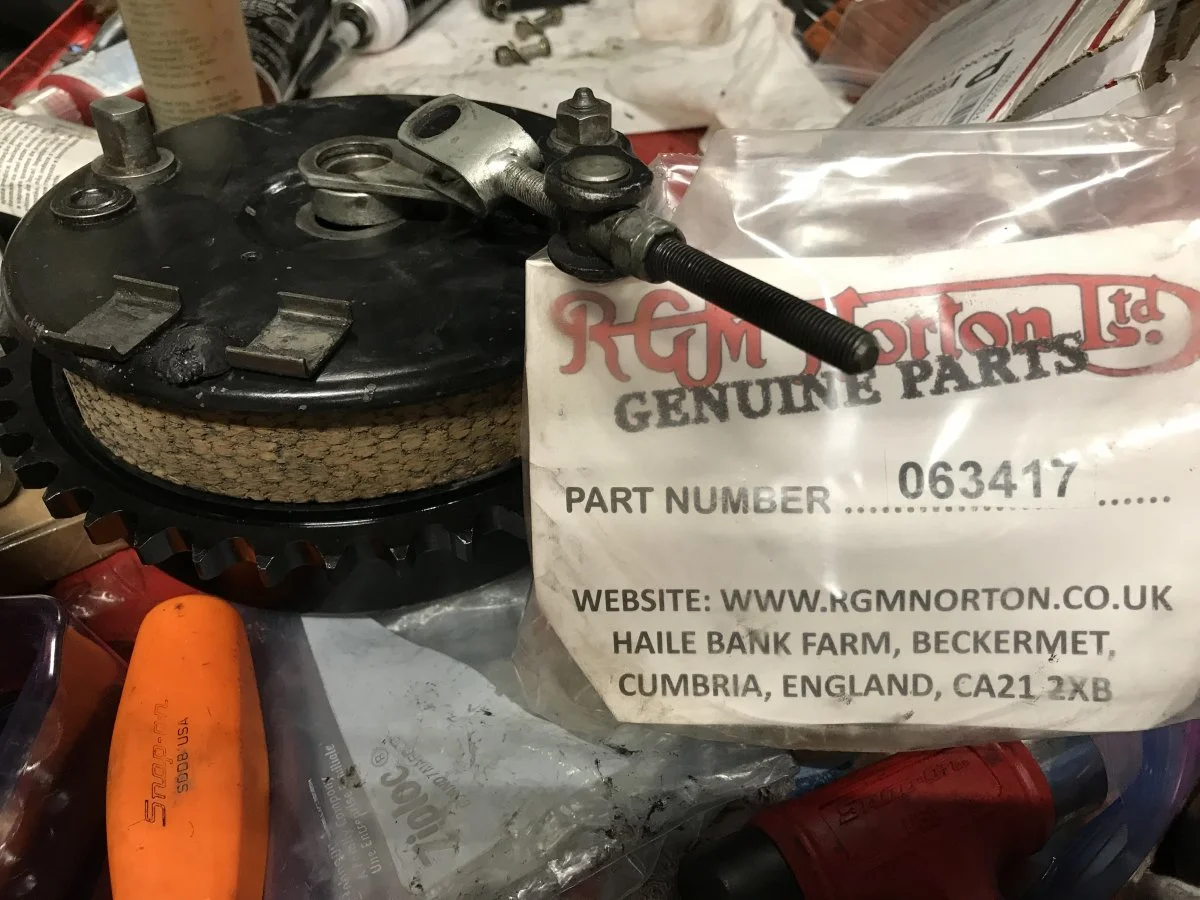 RGM Norton Ltd.
GENUINE PARTS
PART NUMBER ..................... 063417 ......
WEBSITE: WWW.RGMNORTON.CO.UK
HAILE BANK FARM, BECKERMET,
CUMBRIA, ENGLAND, CA21 2XB
Snap-on
SDD8 USA
Ziploc®
P